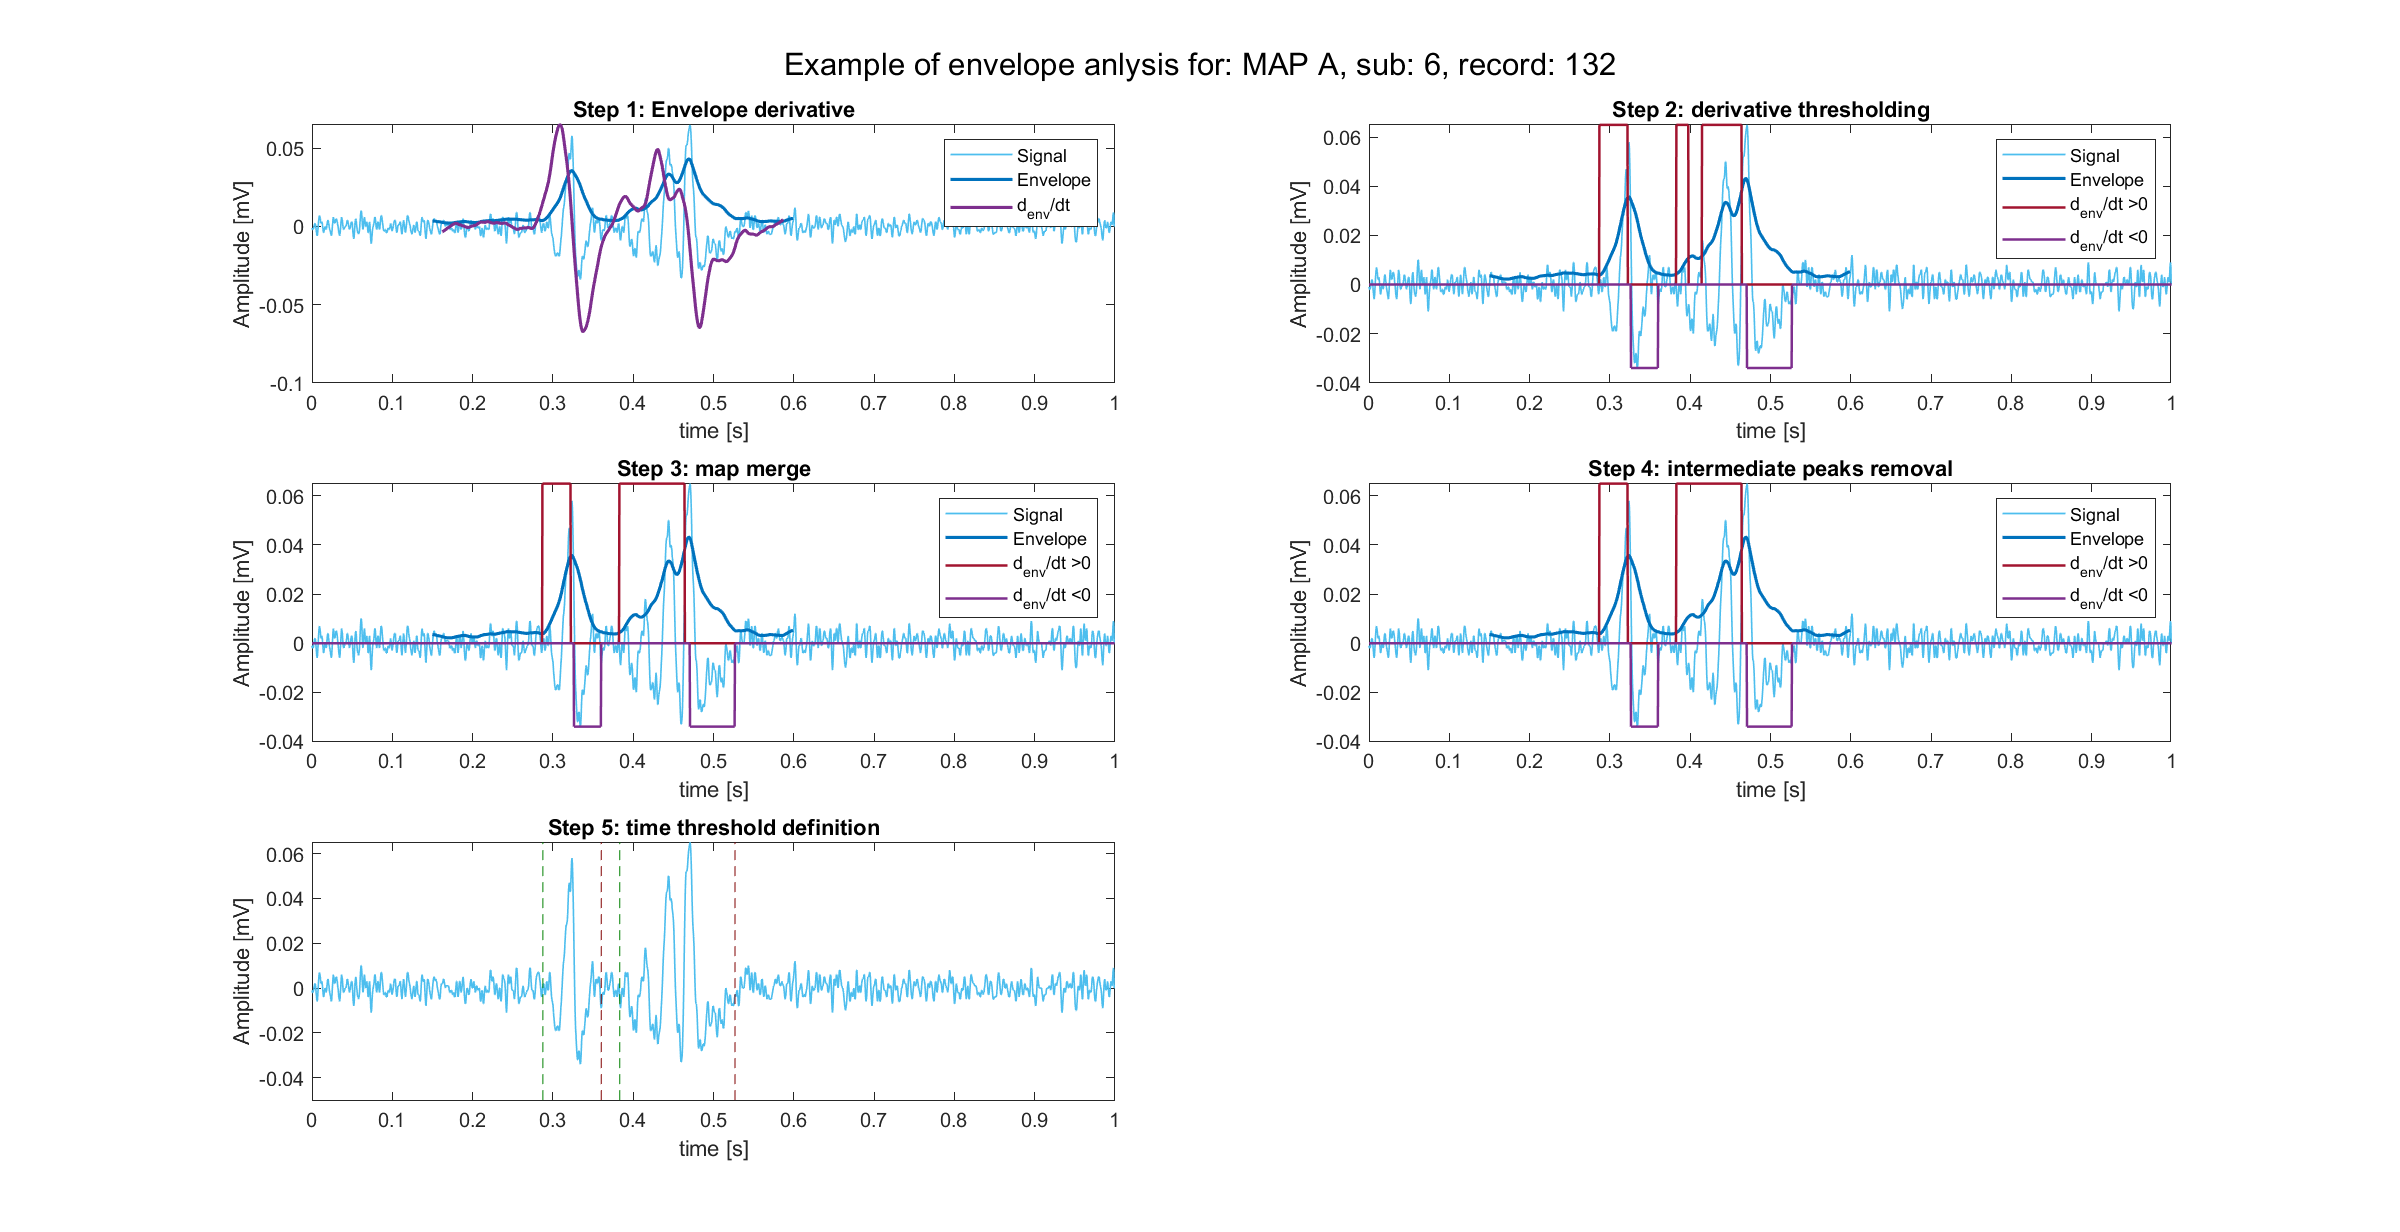 Example of envelope anlysis for: MAP A, sub: 6, record: 132
Step 1: Envelope derivative
Amplitude [mV]
0.05
0
-0.05
-0.1
Signal
Envelope
d_env/dt
0 0.1 0.2 0.3 0.4 0.5 0.6 0.7 0.8 0.9 1
time [s]
Step 2: derivative thresholding
Amplitude [mV]
0.06
0.04
0.02
0
-0.02
-0.04
Signal
Envelope
d_env/dt >0
d_env/dt <0
0 0.1 0.2 0.3 0.4 0.5 0.6 0.7 0.8 0.9 1
time [s]
Step 3: map merge
Amplitude [mV]
0.06
0.04
0.02
0
-0.02
-0.04
Signal
Envelope
d_env/dt >0
d_env/dt <0
0 0.1 0.2 0.3 0.4 0.5 0.6 0.7 0.8 0.9 1
time [s]
Step 4: intermediate peaks removal
Amplitude [mV]
0.06
0.04
0.02
0
-0.02
-0.04
Signal
Envelope
d_env/dt >0
d_env/dt <0
0 0.1 0.2 0.3 0.4 0.5 0.6 0.7 0.8 0.9 1
time [s]
Step 5: time threshold definition
Amplitude [mV]
0.06
0.04
0.02
0
-0.02
-0.04
0 0.1 0.2 0.3 0.4 0.5 0.6 0.7 0.8 0.9 1
time [s]